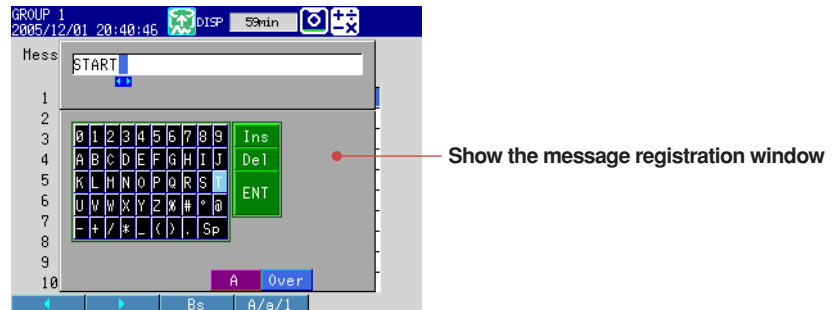 GROUP 1
2005/12/01 20:40:46 DISP 59min
Mess
START
1
2
3
4
5
6
7
8
9
10
0 1 2 3 4 5 6 7 8 9 Ins
A B C D E F G H I J Del
K L M N O P Q R S T
ENT
U V W X Y Z % # ° @
- + / * _ ( ) . Sp
A Over
Bs A/a/1
Show the message registration window